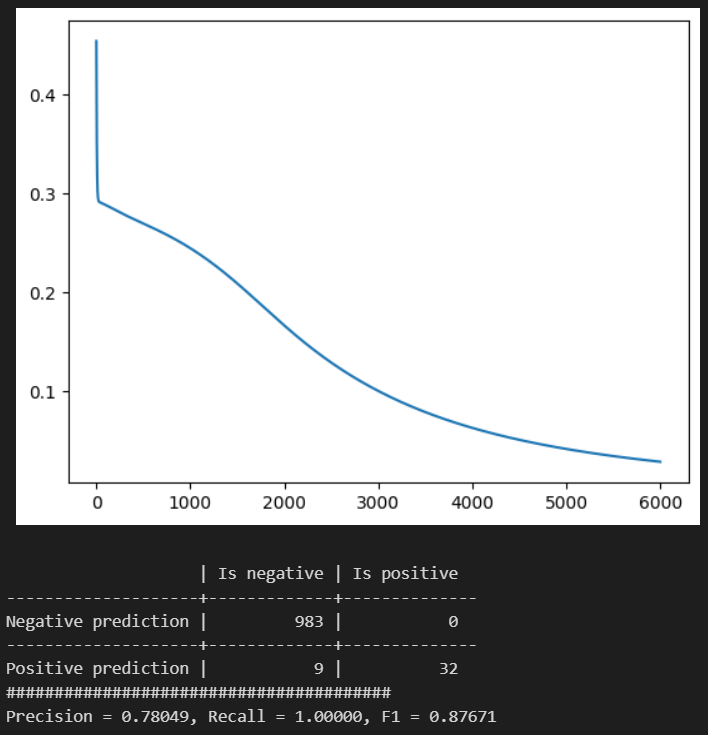 0.4
0.3
0.2
0.1
0 1000 2000 3000 4000 5000 6000
| Is negative | Is positive
--------------------+-------------+--------------
Negative prediction | 983 | 0
--------------------+-------------+--------------
Positive prediction | 9 | 32
########################################
Precision = 0.78049, Recall = 1.00000, F1 = 0.87671